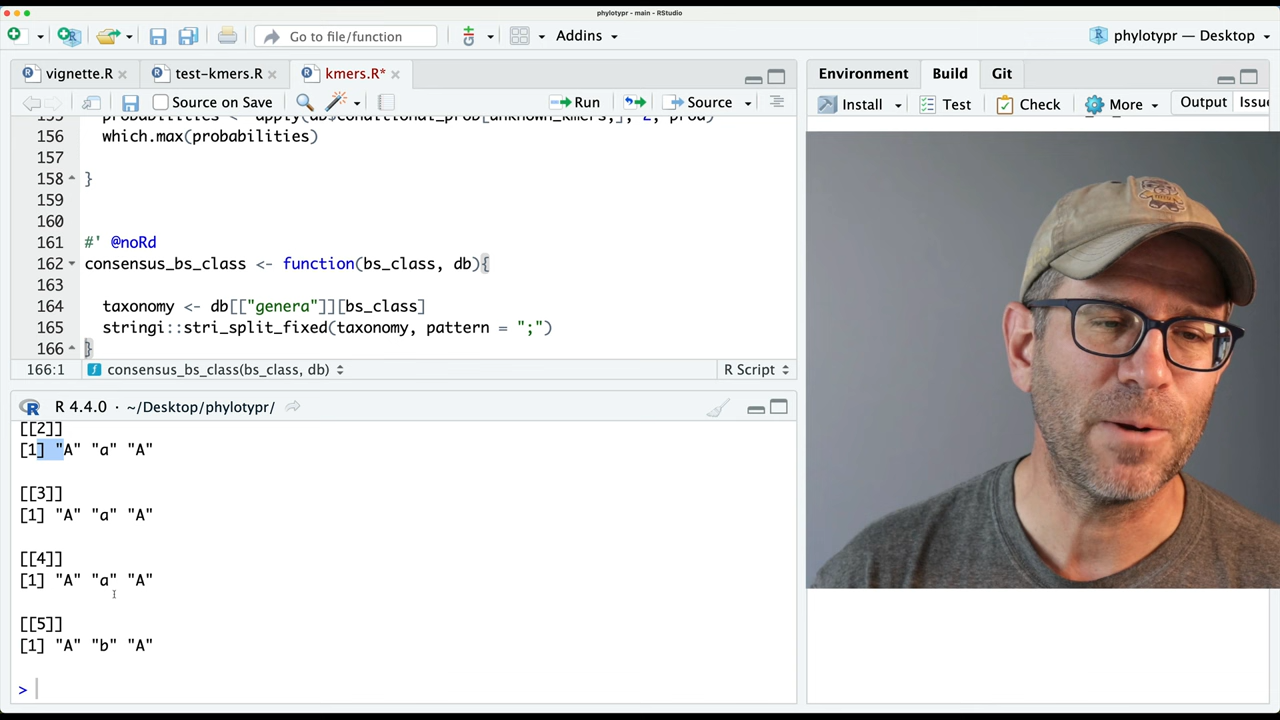 phylotypr - main - RStudio
Go to file/function
Addins
phylotypr — Desktop
vignette.R
test-kmers.R
kmers.R*
Source on Save
Run
Source
155 probabilities <- apply(db$conditional_prob[unknown_kmers,], 2, prod)
156 which.max(probabilities)
157
158 }
159
160
161 #' @noRd
162 consensus_bs_class <- function(bs_class, db){
163
164 taxonomy <- db[["genera"]][bs_class]
165 stringi::stri_split_fixed(taxonomy, pattern = ";")
166 }
166:1 consensus_bs_class(bs_class, db) R Script
R 4.4.0 · ~/Desktop/phylotypr/
[[2]]
[1] "A" "a" "A"
[[3]]
[1] "A" "a" "A"
[[4]]
[1] "A" "a" "A"
[[5]]
[1] "A" "b" "A"
>
Environment
Build
Git
Install
Test
Check
More
Output
Issue